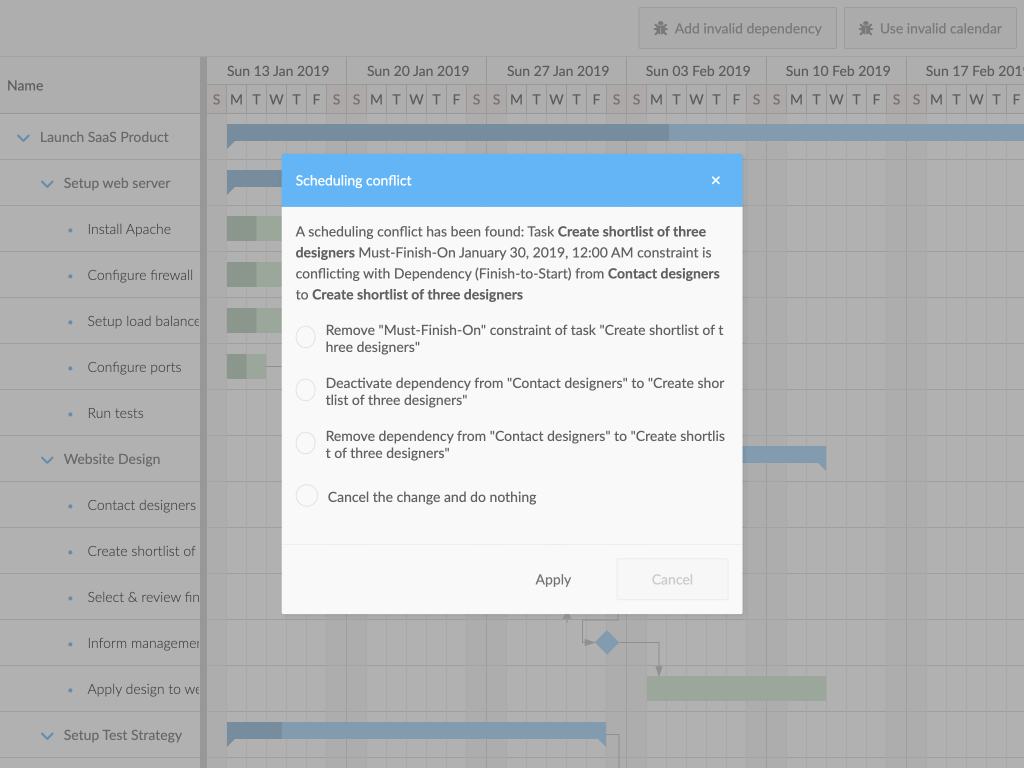 Add invalid dependency
Use invalid calendar
Name
Sun 13 Jan 2019
Sun 20 Jan 2019
Sun 27 Jan 2019
Sun 03 Feb 2019
Sun 10 Feb 2019
Sun 17 Feb 201
S M T W T F S S M T W T F S S M T W T F S S M T W T F S S M T W T F S S M T W T F
Launch SaaS Product
Setup web server
Install Apache
Configure firewall
Setup load balance
Configure ports
Run tests
Website Design
Contact designers
Create shortlist of
Select & review fin
Inform managemen
Apply design to we
Setup Test Strategy
Scheduling conflict
×
A scheduling conflict has been found: Task Create shortlist of three
designers Must-Finish-On January 30, 2019, 12:00 AM constraint is
conflicting with Dependency (Finish-to-Start) from Contact designers
to Create shortlist of three designers
Remove "Must-Finish-On" constraint of task "Create shortlist of t
hree designers"
Deactivate dependency from "Contact designers" to "Create shor
tlist of three designers"
Remove dependency from "Contact designers" to "Create shortlis
t of three designers"
Cancel the change and do nothing
Apply
Cancel